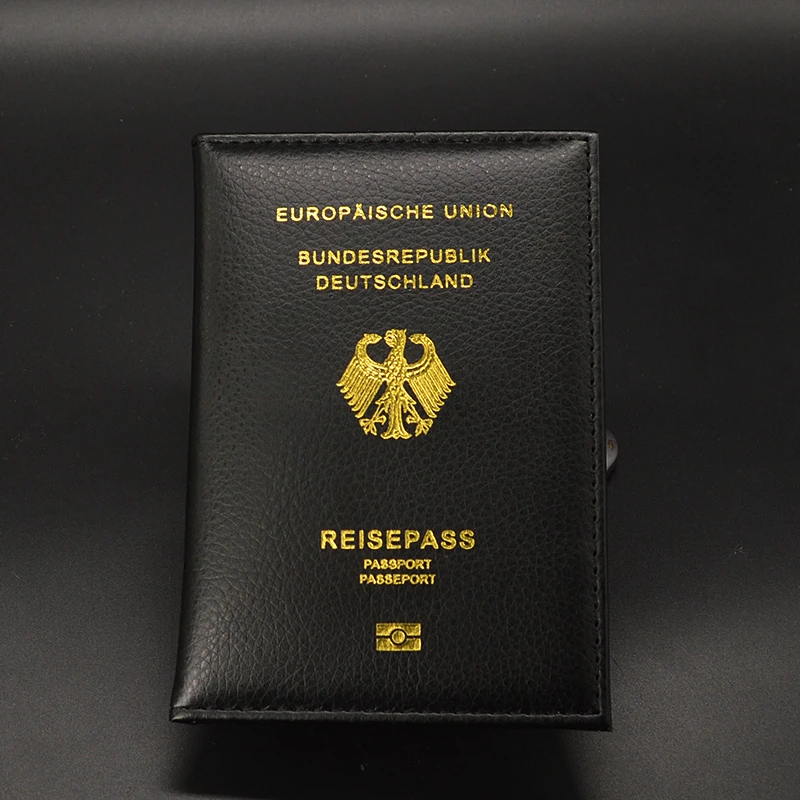 EUROPÄISCHE UNION
BUNDESREPUBLIK
DEUTSCHLAND
REISEPASS
PASSPORT
PASSEPORT